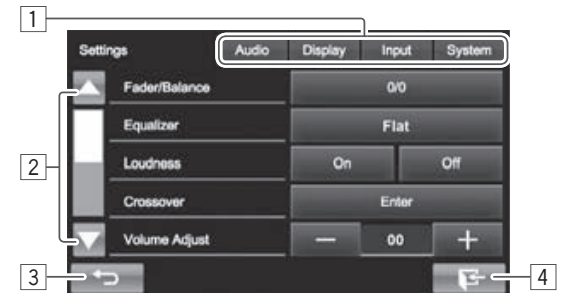 1
Settings Audio Display Input System
Fader/Balance 0/0
Equalizer Flat
2
Loudness On Off
Crossover Enter
Volume Adjust — 00 +
3
4